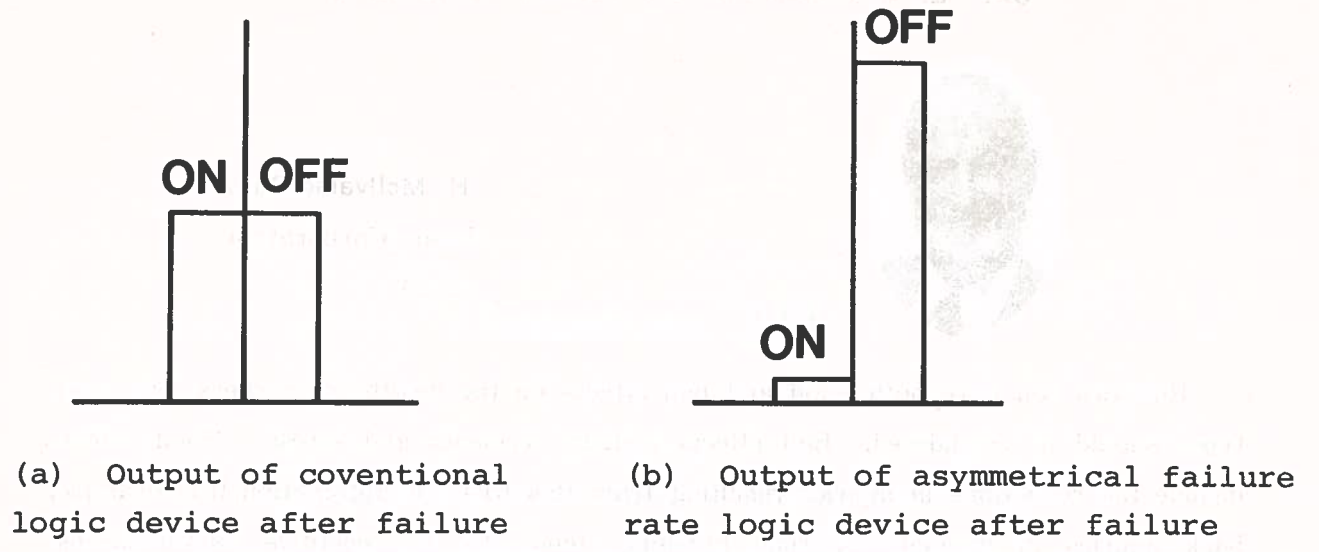 OFF
ON OFF
ON
(a) Output of coventional
logic device after failure
(b) Output of asymmetrical failure
rate logic device after failure